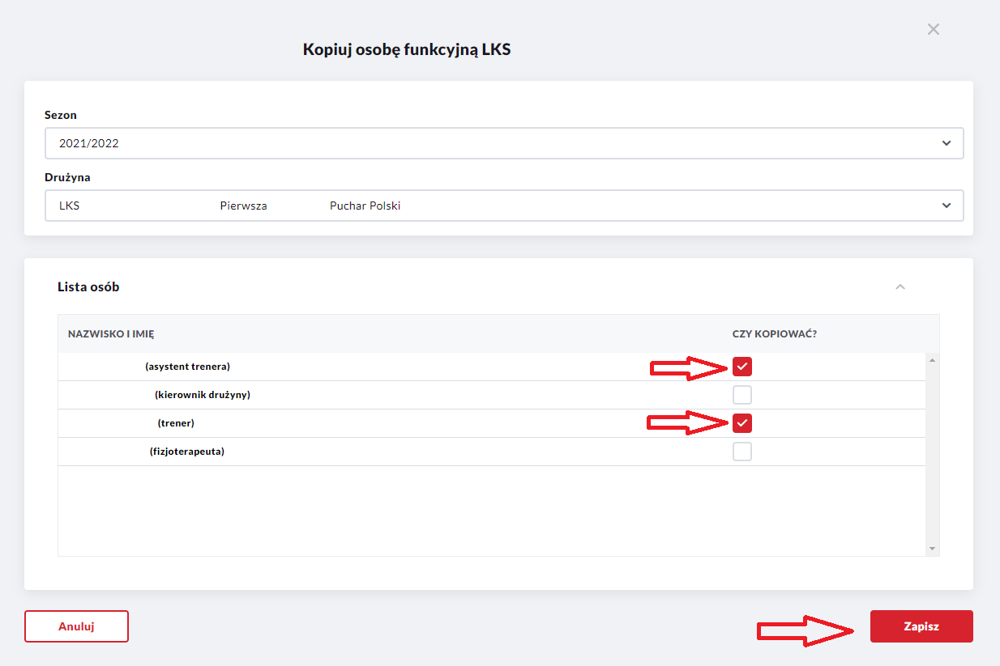 Kopiuj osobę funkcyjną LKS
Sezon
2021/2022
Drużyna
LKS Pierwsza Puchar Polski
Lista osób
NAZWISKO I IMIĘ CZY KOPIOWAĆ?
(asystent trenera)
(kierownik drużyny)
(trener)
(fizjoterapeuta)
Anuluj Zapisz